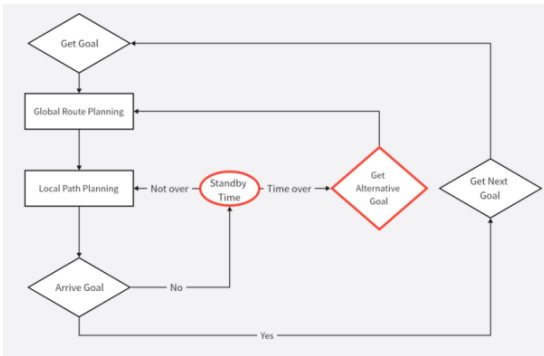 Get Goal
Global Route Planning
Local Path Planning
Not over
Standby
Time
Time over
Get
Alternative
Goal
Get Next
Goal
Arrive Goal
No
Yes